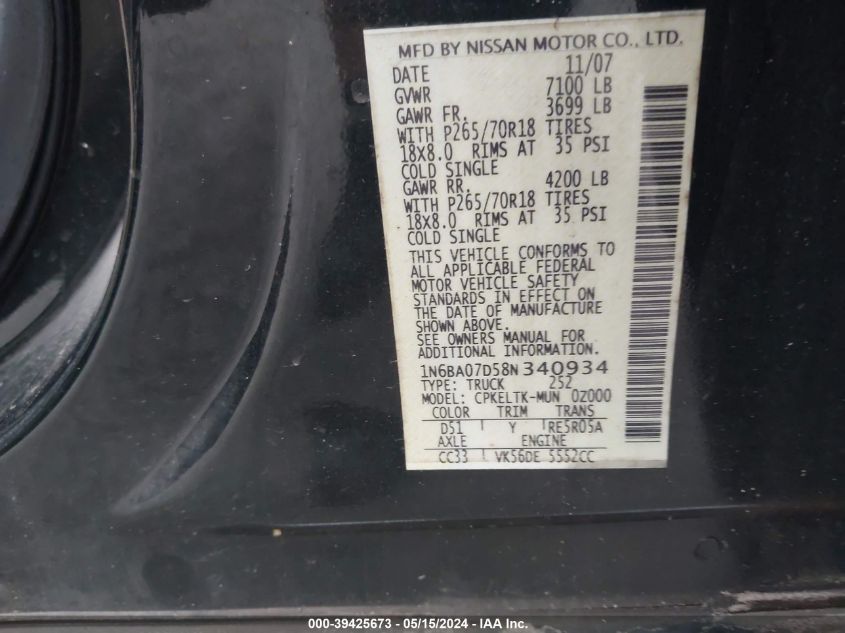 MFD BY NISSAN MOTOR CO., LTD.
DATE 11/07
GVWR 7100 LB
GAWR FR. 3699 LB
WITH P265/70R18 TIRES
18X8.0 RIMS AT 35 PSI
COLD SINGLE
GAWR RR. 4200 LB
WITH P265/70R18 TIRES
18X8.0 RIMS AT 35 PSI
COLD SINGLE
THIS VEHICLE CONFORMS TO
ALL APPLICABLE FEDERAL
MOTOR VEHICLE SAFETY
STANDARDS IN EFFECT ON
THE DATE OF MANUFACTURE
SHOWN ABOVE.
SEE OWNERS MANUAL FOR
ADDITIONAL INFORMATION.
1N6BA07D58N340934
TYPE: TRUCK 252
MODEL: CPKELTK-MUN 0Z000
COLOR TRIM TRANS
D51 Y RE5R05A
AXLE ENGINE
CC33 VK56DE 5552CC
000-39425673 - 05/15/2024 - COPYRIGHT © IAA, LLC.